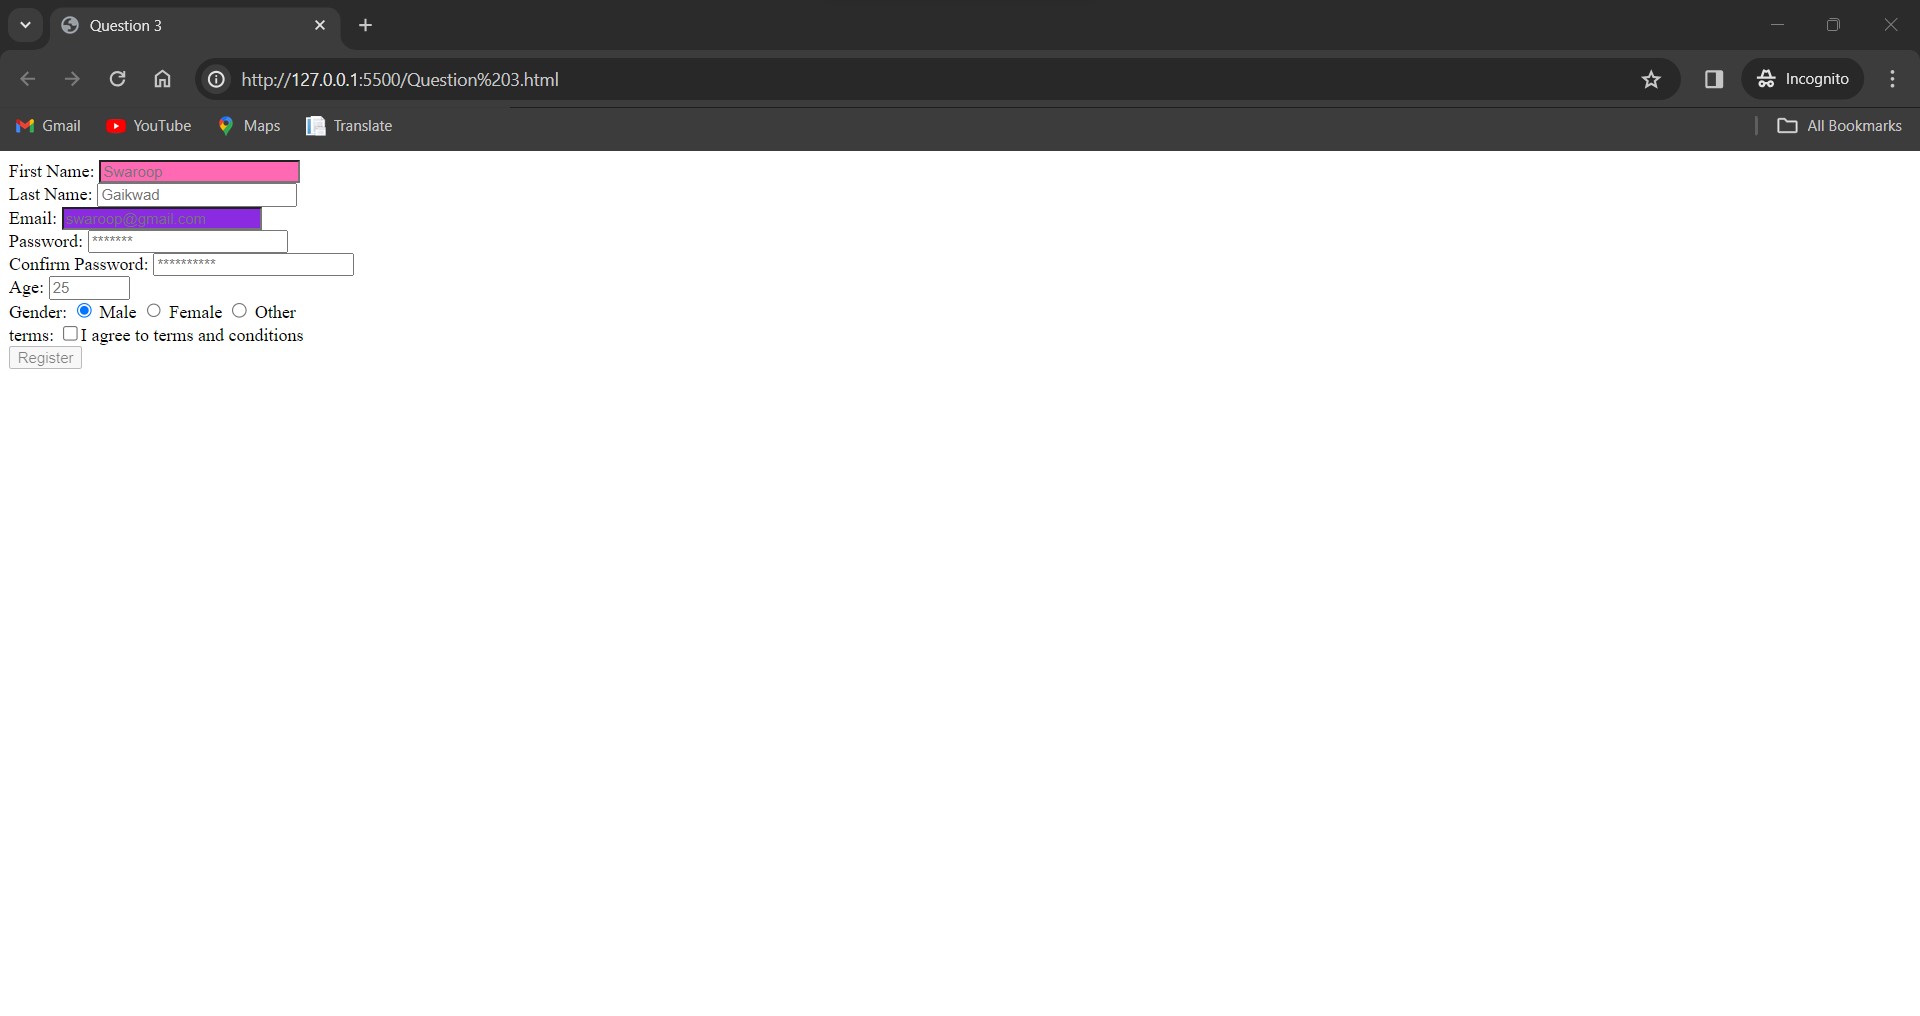 Question 3
http://127.0.0.1:5500/Question%203.html
Incognito
Gmail YouTube Maps Translate All Bookmarks
First Name: Swaroop
Last Name: Gaikwad
Email: swaroop@gmail.com
Password: *******
Confirm Password: **********
Age: 25
Gender: Male Female Other
terms: I agree to terms and conditions
Register